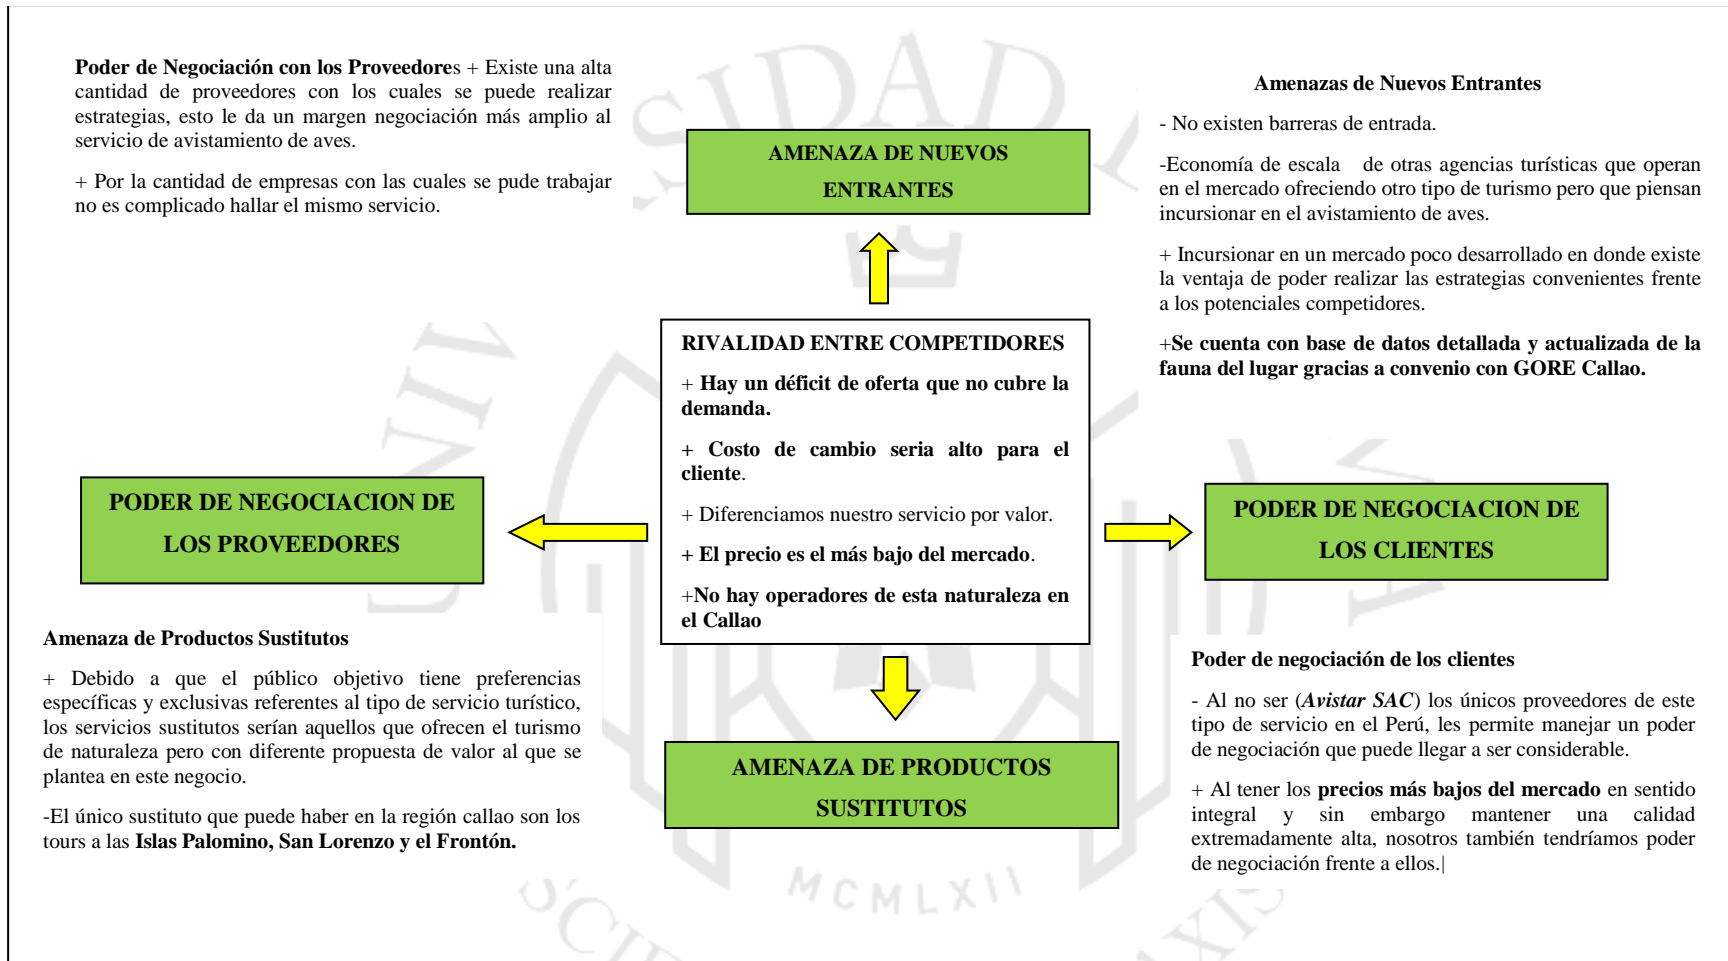 Poder de Negociación con los Proveedores + Existe una alta
cantidad de proveedores con los cuales se puede realizar
estrategias, esto le da un margen negociación más amplio al
servicio de avistamiento de aves.
+ Por la cantidad de empresas con las cuales se pude trabajar
no es complicado hallar el mismo servicio.
AMENAZA DE NUEVOS
ENTRANTES
Amenazas de Nuevos Entrantes
- No existen barreras de entrada.
-Economía de escala de otras agencias turísticas que operan
en el mercado ofreciendo otro tipo de turismo pero que piensan
incursionar en el avistamiento de aves.
+ Incursionar en un mercado poco desarrollado en donde existe
la ventaja de poder realizar las estrategias convenientes frente
a los potenciales competidores.
+Se cuenta con base de datos detallada y actualizada de la
fauna del lugar gracias a convenio con GORE Callao.
RIVALIDAD ENTRE COMPETIDORES
+ Hay un déficit de oferta que no cubre la
demanda.
+ Costo de cambio seria alto para el
cliente.
+ Diferenciamos nuestro servicio por valor.
+ El precio es el más bajo del mercado.
+No hay operadores de esta naturaleza en
el Callao
PODER DE NEGOCIACION DE
LOS PROVEEDORES
PODER DE NEGOCIACION DE
LOS CLIENTES
Amenaza de Productos Sustitutos
+ Debido a que el público objetivo tiene preferencias
específicas y exclusivas referentes al tipo de servicio turístico,
los servicios sustitutos serían aquellos que ofrecen el turismo
de naturaleza pero con diferente propuesta de valor al que se
plantea en este negocio.
-El único sustituto que puede haber en la región callao son los
tours a las Islas Palomino, San Lorenzo y el Frontón.
AMENAZA DE PRODUCTOS
SUSTITUTOS
Poder de negociación de los clientes
- Al no ser (Avistar SAC) los únicos proveedores de este
tipo de servicio en el Perú, les permite manejar un poder
de negociación que puede llegar a ser considerable.
+ Al tener los precios más bajos del mercado en sentido
integral y sin embargo mantener una calidad
extremadamente alta, nosotros también tendríamos poder
de negociación frente a ellos.|
MCMLXII